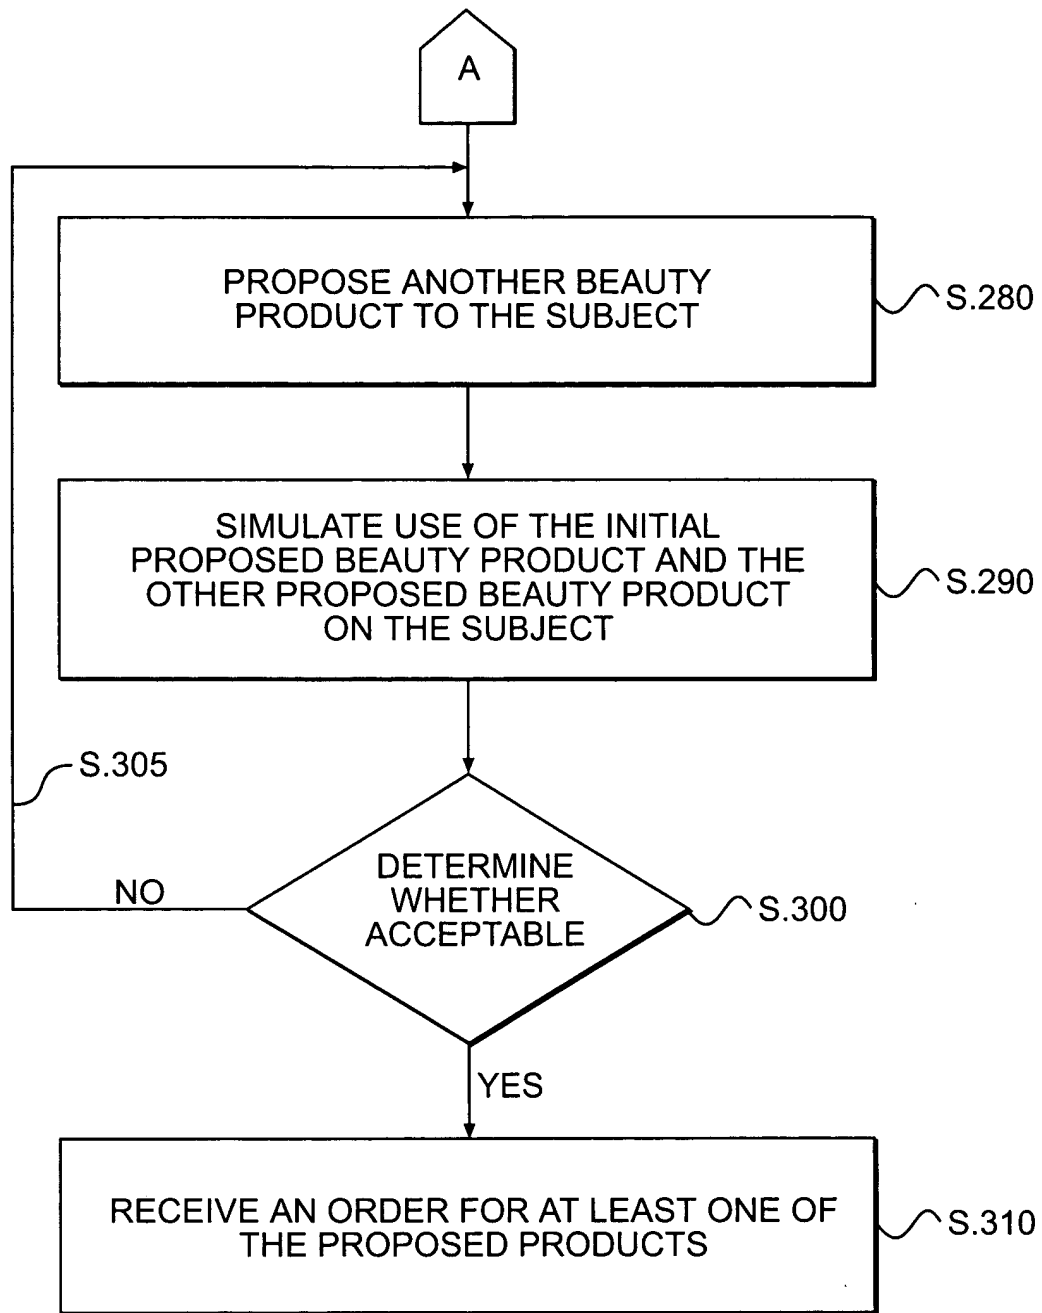 A
PROPOSE ANOTHER BEAUTY
PRODUCT TO THE SUBJECT
S.280
SIMULATE USE OF THE INITIAL
PROPOSED BEAUTY PRODUCT AND THE
OTHER PROPOSED BEAUTY PRODUCT
ON THE SUBJECT
S.290
S.305
DETERMINE
WHETHER
ACCEPTABLE
NO
S.300
YES
RECEIVE AN ORDER FOR AT LEAST ONE OF
THE PROPOSED PRODUCTS
S.310